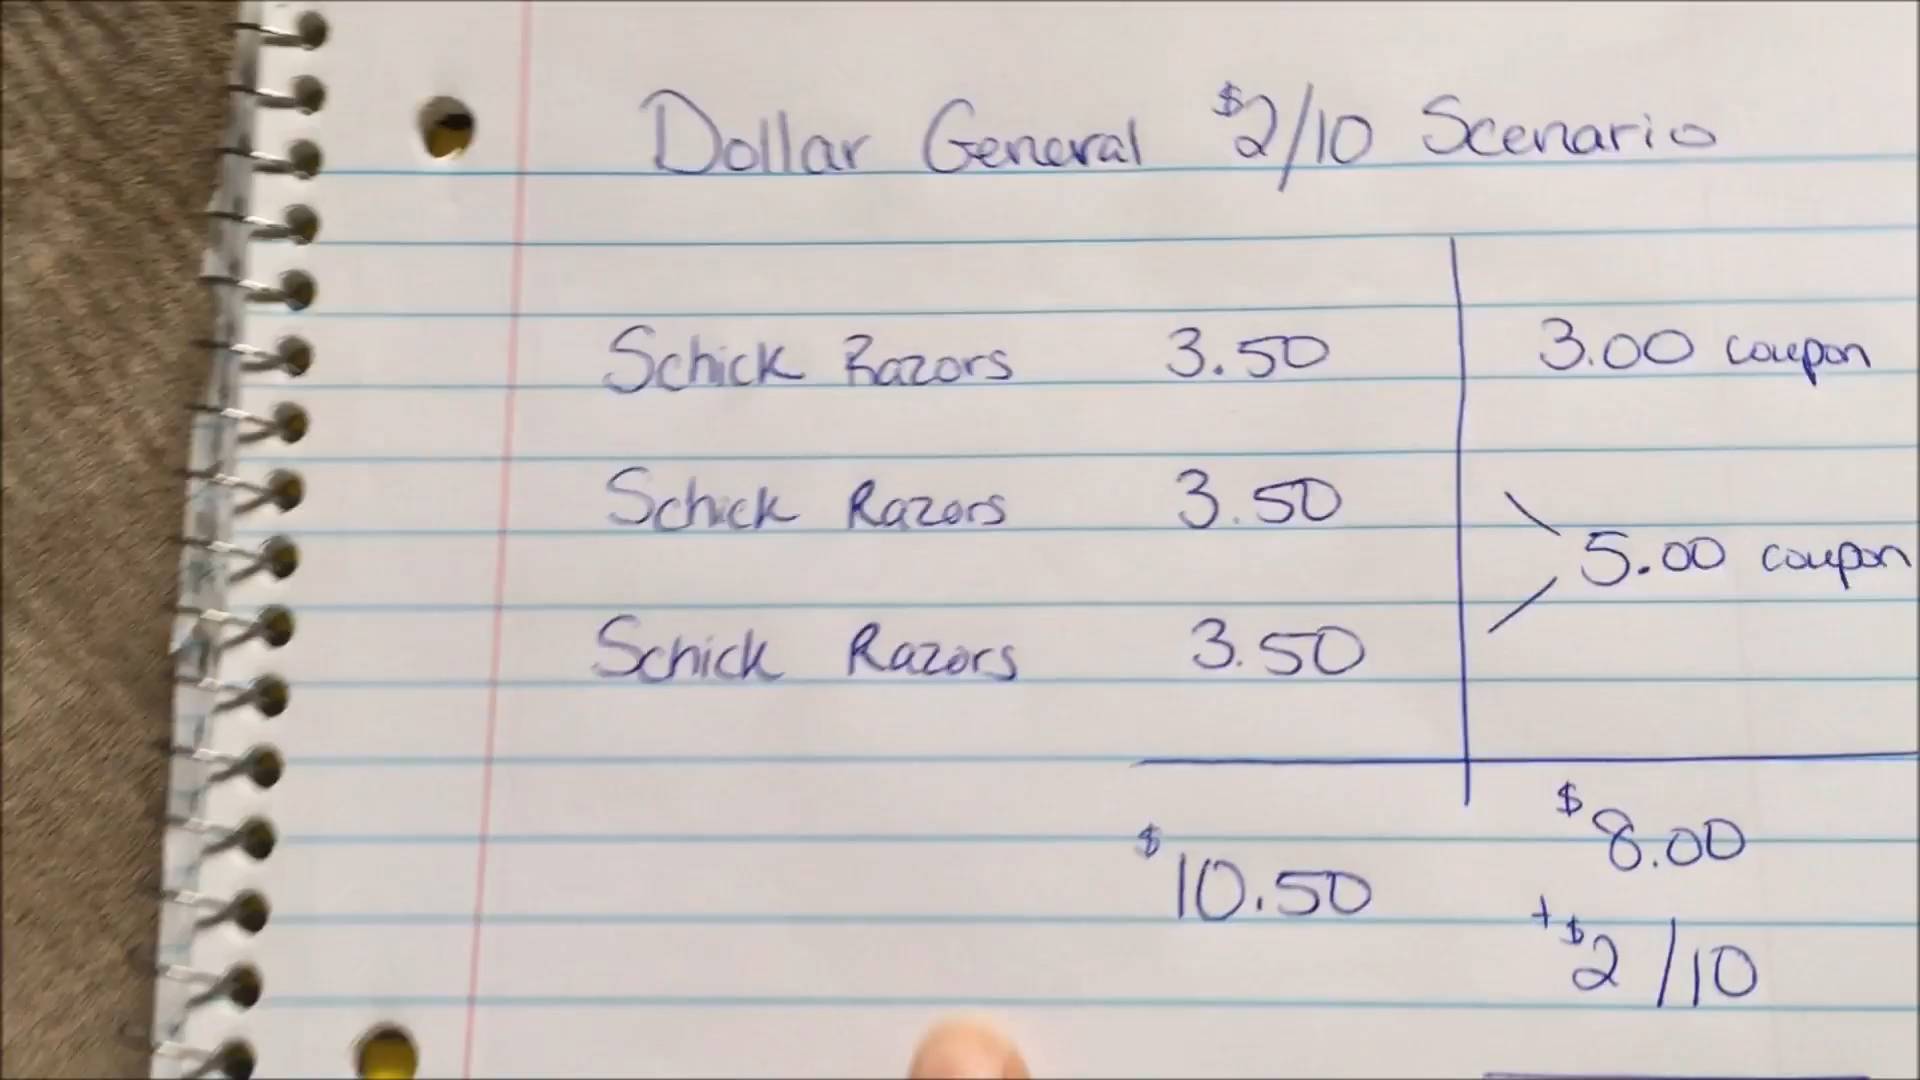 Dollar General $2/10 Scenario
Schick Razors 3.50 3.00 coupon
Schick Razors 3.50
5.00 coupon
Schick Razors 3.50
$8.00
$10.50
+$2/10